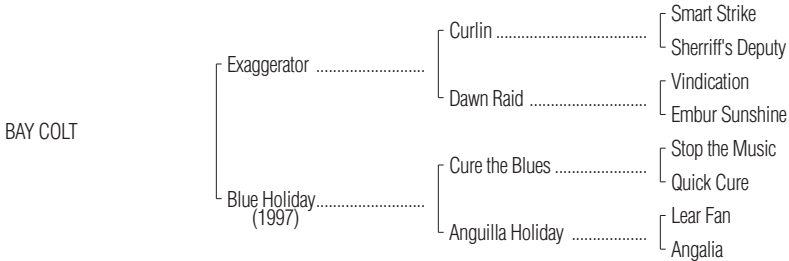 Smart Strike
Curlin ....................................
Sherriff's Deputy
Exaggerator ..........................
Vindication
Dawn Raid ............................
Embur Sunshine
BAY COLT
Stop the Music
Cure the Blues ......................
Quick Cure
Blue Holiday..........................
(1997)
Lear Fan
Anguilla Holiday ..................
Angalia